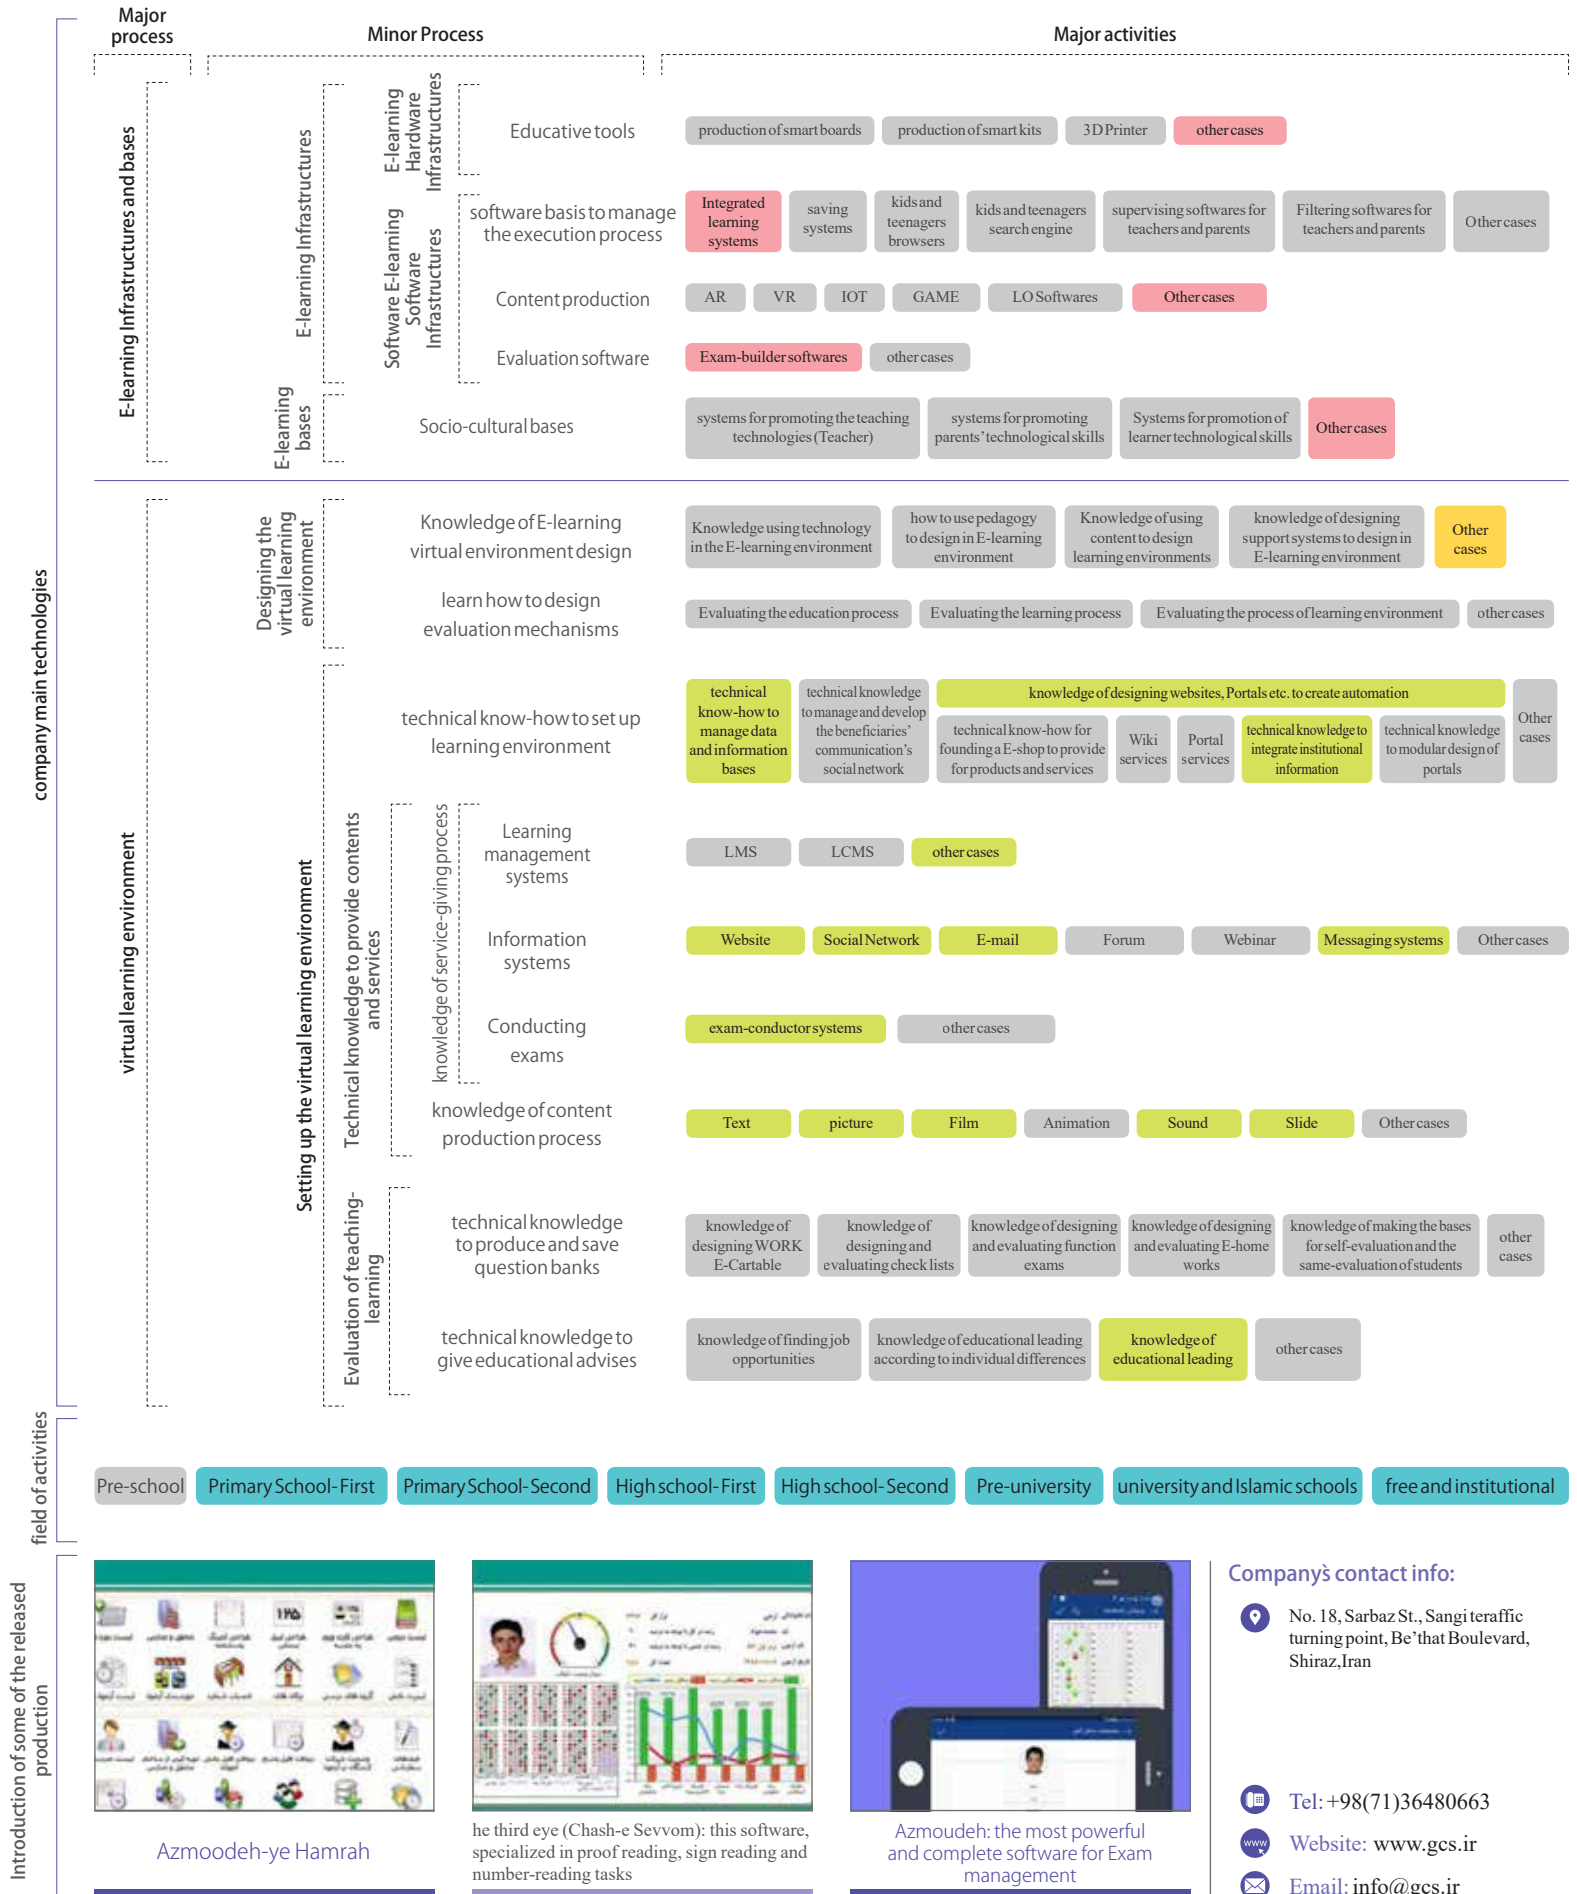 Major
process
Minor Process
Major activities
company main technologies
E-learning Infrastructures and bases
E-learning Infrastructures
E-learning
Hardware
Infrastructures
Educative tools
production of smart boards
production of smart kits
3D Printer
other cases
Software E-learning
Software
Infrastructures
software basis to manage
the execution process
Integrated
learning
systems
saving
systems
kids and
teenagers
browsers
kids and teenagers
search engine
supervising softwares for
teachers and parents
Filtering softwares for
teachers and parents
Other cases
Content production
AR
VR
IOT
GAME
LO Softwares
Other cases
Evaluation software
Exam-builder softwares
other cases
E-learning
bases
Socio-cultural bases
systems for promoting the teaching
technologies (Teacher)
systems for promoting
parents' technological skills
Systems for promotion of
learner technological skills
Other cases
virtual learning environment
Designing the
virtual learning
environment
Knowledge of E-learning
virtual environment design
Knowledge using technology
in the E-learning environment
how to use pedagogy
to design in E-learning
environment
Knowledge of using
content to design
learning environments
knowledge of designing
support systems to design in
E-learning environment
Other
cases
learn how to design
evaluation mechanisms
Evaluating the education process
Evaluating the learning process
Evaluating the process of learning environment
other cases
Setting up the virtual learning environment
technical know-how to set up
learning environment
technical
know-how to
manage data
and information
bases
technical knowledge
to manage and develop
the beneficiaries'
communication's
social network
knowledge of designing websites, Portals etc. to create automation
technical know-how for
founding a E-shop to provide
for products and services
Wiki
services
Portal
services
technical knowledge to
integrate institutional
information
technical knowledge
to modular design of
portals
Other
cases
Technical knowledge to provide contents
and services
knowledge of service-giving process
Learning
management
systems
LMS
LCMS
other cases
Information
systems
Website
Social Network
E-mail
Forum
Webinar
Messaging systems
Other cases
Conducting
exams
exam-conductor systems
other cases
knowledge of content
production process
Text
picture
Film
Animation
Sound
Slide
Other cases
Evaluation of teaching-
learning
technical knowledge
to produce and save
question banks
knowledge of
designing WORK
E-Cartable
knowledge of
designing and
evaluating check lists
knowledge of designing
and evaluating function
exams
knowledge of designing
and evaluating E-home
works
knowledge of making the bases
for self-evaluation and the
same-evaluation of students
other
cases
technical knowledge to
give educational advises
knowledge of finding job
opportunities
knowledge of educational leading
according to individual differences
knowledge of
educational leading
other cases
field of activities
Pre-school
Primary School- First
Primary School- Second
High school- First
High school- Second
Pre-university
university and Islamic schools
free and institutional
Introduction of some of the released
production
Azmoodeh-ye Hamrah
he third eye (Chash-e Sevvom): this software,
specialized in proof reading, sign reading and
number-reading tasks
Azmoudeh: the most powerful
and complete software for Exam
management
Company's contact info:
No. 18, Sarbaz St., Sangi teraffic
turning point, Be'that Boulevard,
Shiraz,Iran
Tel: +98(71)36480663
www
Website: www.gcs.ir
Email: info@gcs.ir